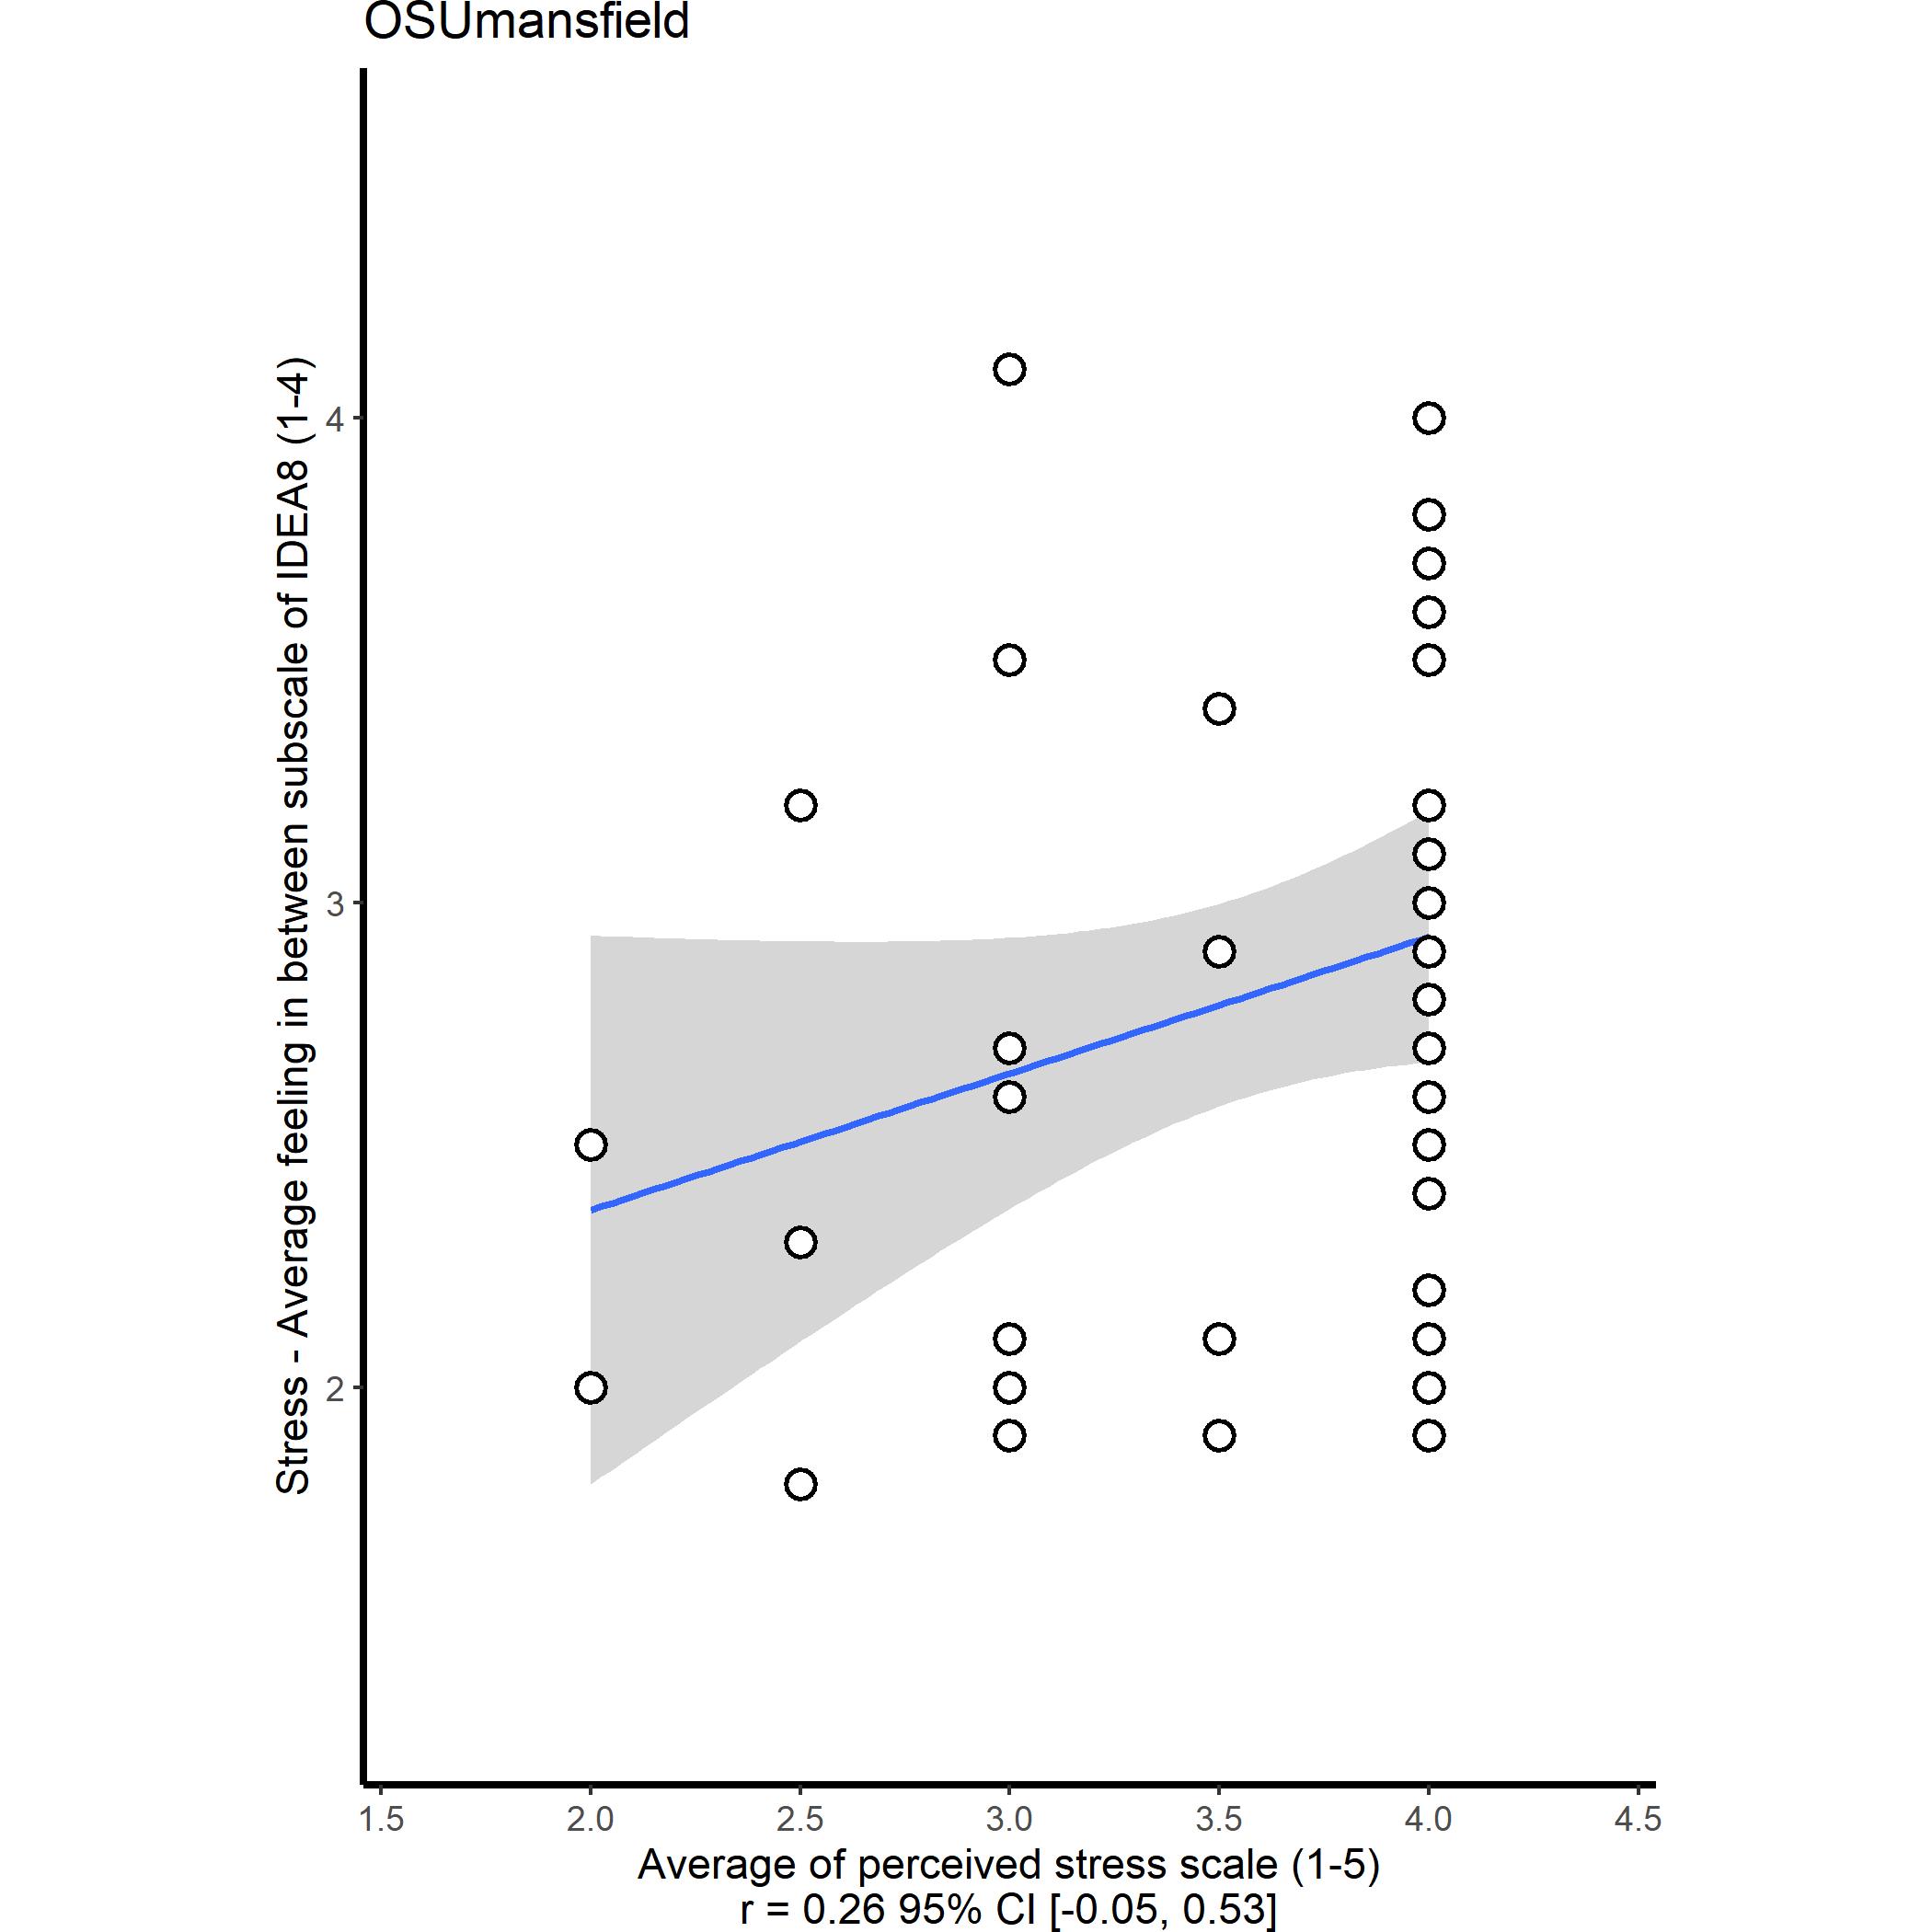 OSUmansfield
Stress - Average feeling in between subscale of IDEA8 (1-4)
4
3
2
1.5 2.0 2.5 3.0 3.5 4.0 4.5
Average of perceived stress scale (1-5)
r = 0.26 95% CI [-0.05, 0.53]